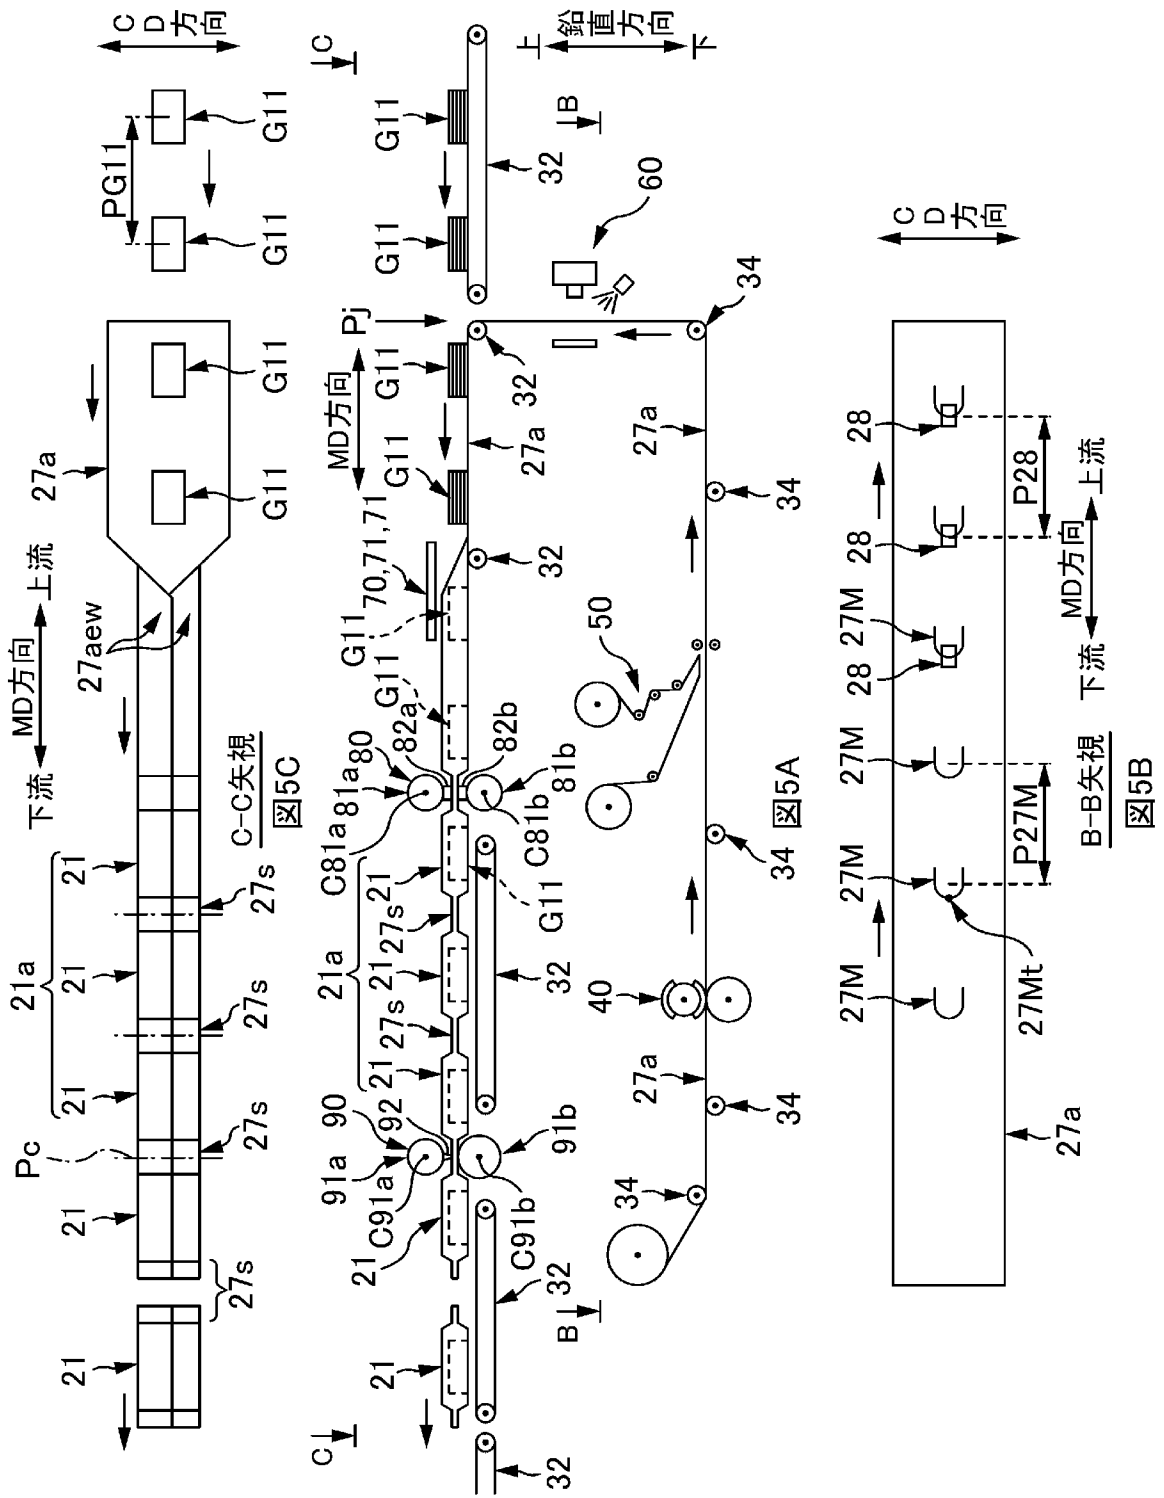 21a
Pc
下流 MD方向 上流
27a
21
21
21
21
21
27aew
PG11
CD方向
27s
27s
27s
27s
G11
G11
G11
G11
C-C矢視
図5C
C
C
MD方向
Pj
21a
91a
90
C91a
92
C81a
81a
80
82a
82b
G11
G11
70,71,71
G11
G11
G11
G11
21
21
21
21
21
27s
27s
G11
27a
32
32
32
32
32
32
32
C91b
91b
C81b
81b
上
鉛直方向
下
B
B
60
50
40
34
34
34
34
34
27a
27a
図5A
27M
27M
27M
27M
28
28
28
27Mt
P27M
P28
CD方向
27a
下流 MD方向 上流
B-B矢視
図5B